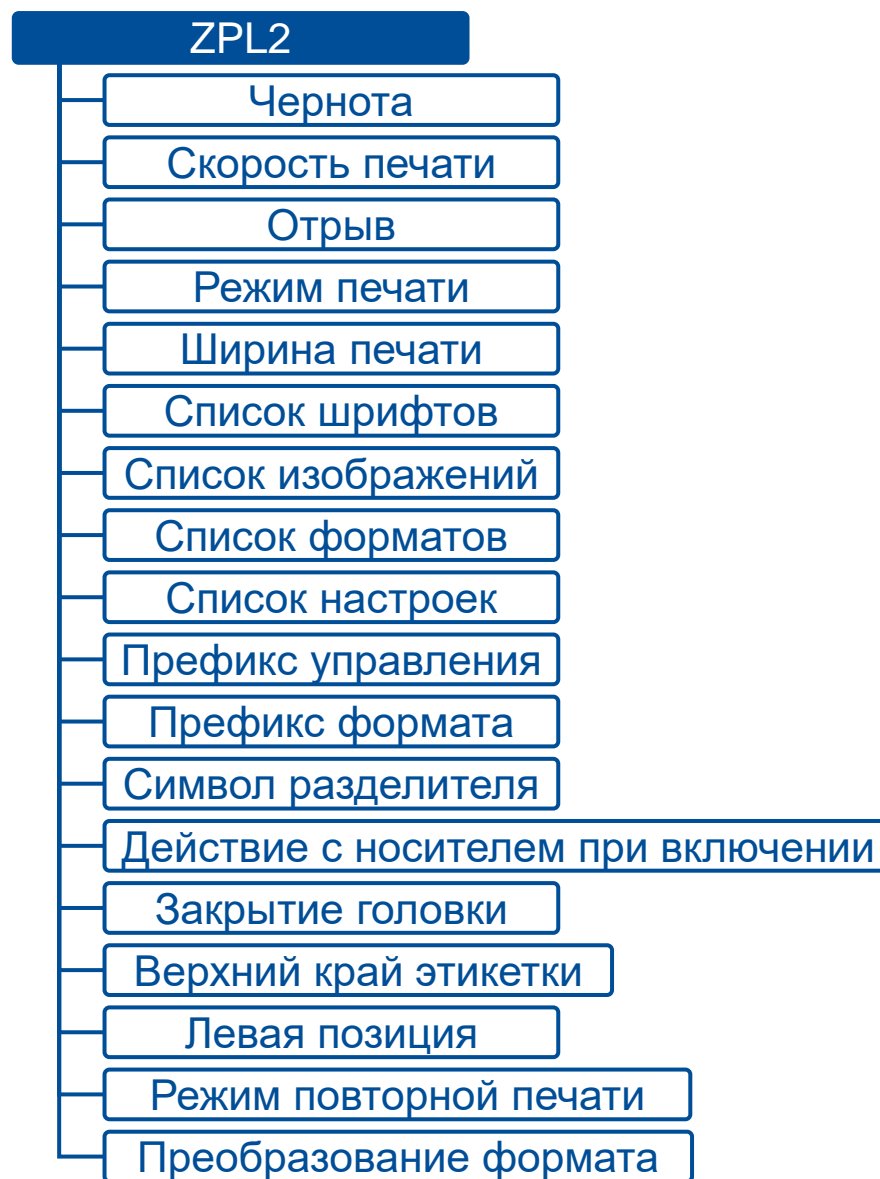 ZPL2
Чернота
Скорость печати
Отрыв
Режим печати
Ширина печати
Список шрифтов
Список изображений
Список форматов
Список настроек
Префикс управления
Префикс формата
Символ разделителя
Действие с носителем при включении
Закрытие головки
Верхний край этикетки
Левая позиция
Режим повторной печати
Преобразование формата